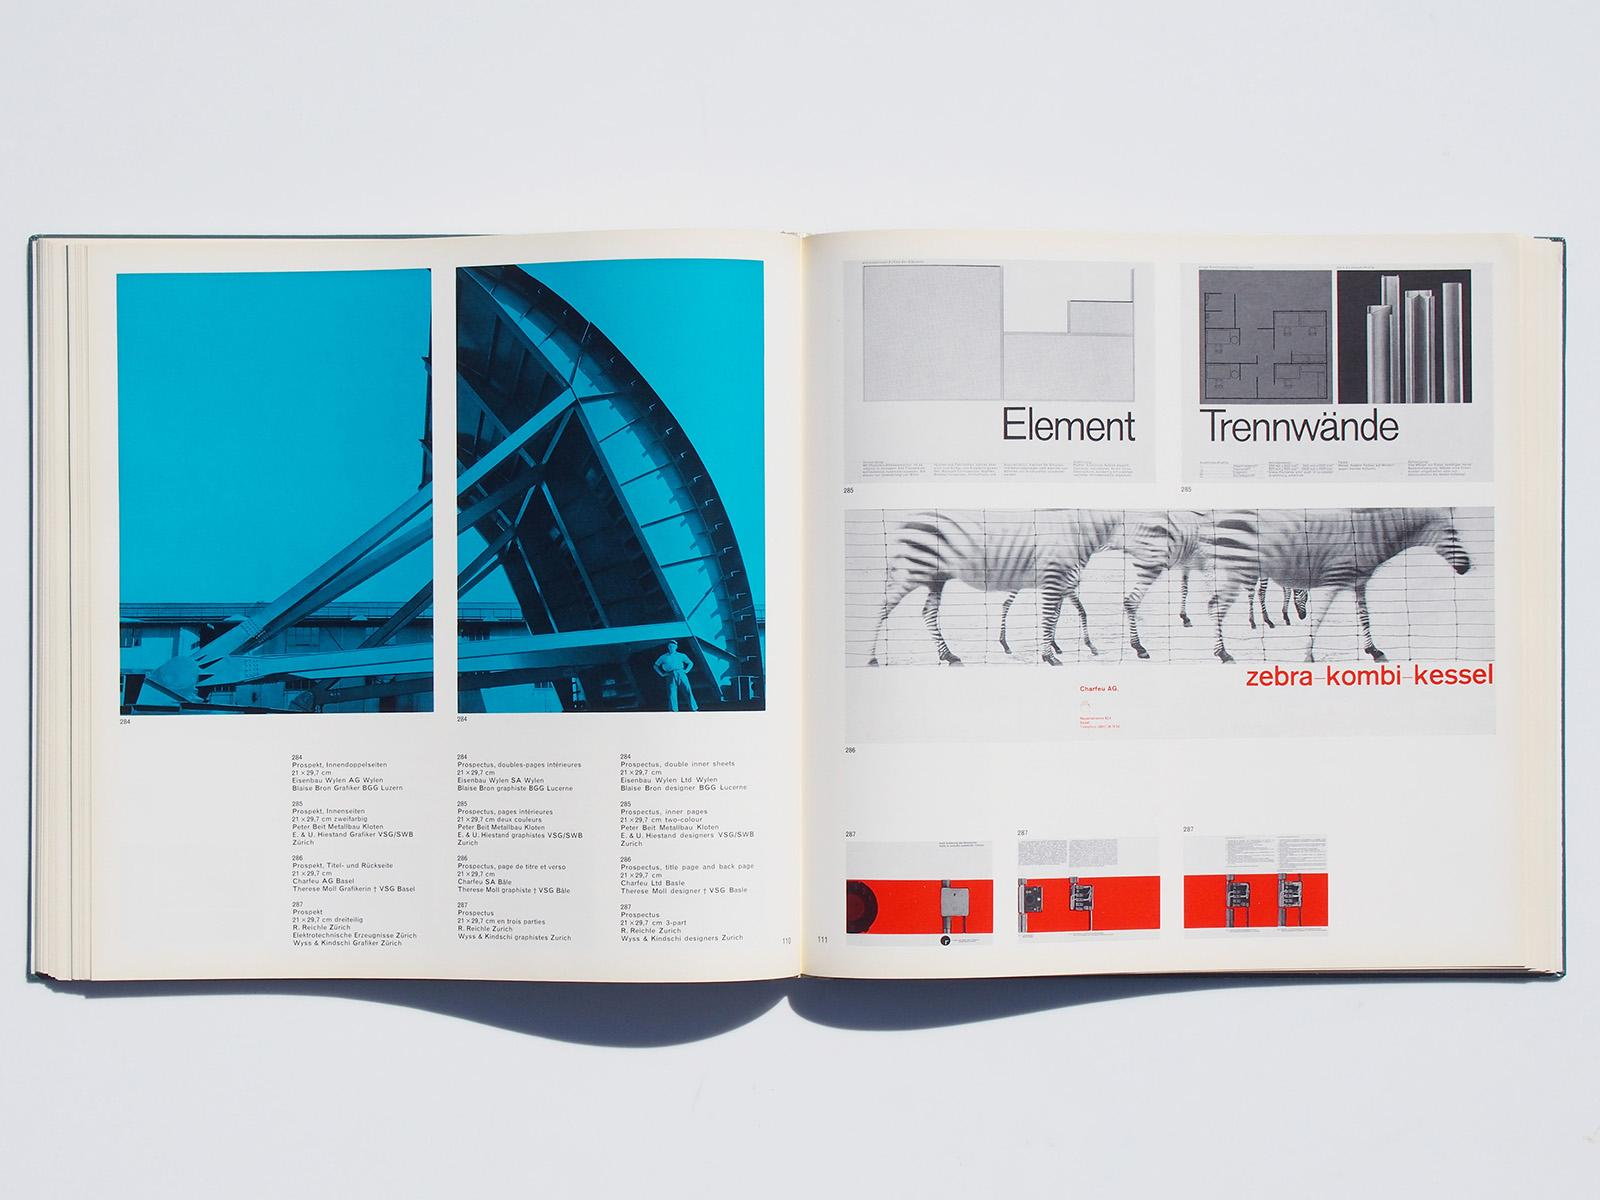 284
284
284
Prospekt, Innendoppelseiten
21 × 29,7 cm
Eisenbau Wylen AG Wylen
Blaise Bron Grafiker BGG Luzern
285
Prospekt, Innenseiten
21 × 29,7 cm zweifarbig
Peter Beit Metallbau Kloten
E. & U. Hiestand Grafiker VSG/SWB
Zürich
286
Prospekt, Titel- und Rückseite
21 × 29,7 cm
Charfeu AG Basel
Therese Moll Grafikerin † VSG Basel
287
Prospekt
21 × 29,7 cm dreiteilig
R. Reichle Zürich
Elektrotechnische Erzeugnisse Zürich
Wyss & Kindschi Grafiker Zürich
284
Prospectus, doubles-pages intérieures
21 × 29,7 cm
Eisenbau Wylen SA Wylen
Blaise Bron graphiste BGG Lucerne
285
Prospectus, pages intérieures
21 × 29,7 cm deux couleurs
Peter Beit Metallbau Kloten
E. & U. Hiestand graphistes VSG/SWB
Zurich
286
Prospectus, page de titre et verso
21 × 29,7 cm
Charfeu SA Bâle
Therese Moll graphiste † VSG Bâle
287
Prospectus
21 × 29,7 cm en trois parties
R. Reichle Zurich
Wyss & Kindschi graphistes Zurich
284
Prospectus, double inner sheets
21 × 29,7 cm
Eisenbau Wylen Ltd Wylen
Blaise Bron designer BGG Lucerne
285
Prospectus, inner pages
21 × 29,7 cm two-colour
Peter Beit Metallbau Kloten
E. & U. Hiestand designers VSG/SWB
Zurich
286
Prospectus, title page and back page
21 × 29,7 cm
Charfeu Ltd Basle
Therese Moll designer † VSG Basle
287
Prospectus
21 × 29,7 cm 3-part
R. Reichle Zurich
Wyss & Kindschi designers Zurich
110
111
Element
Trennwände
285
285
zebra-kombi-kessel
Charfeu AG.
286
287
287
287